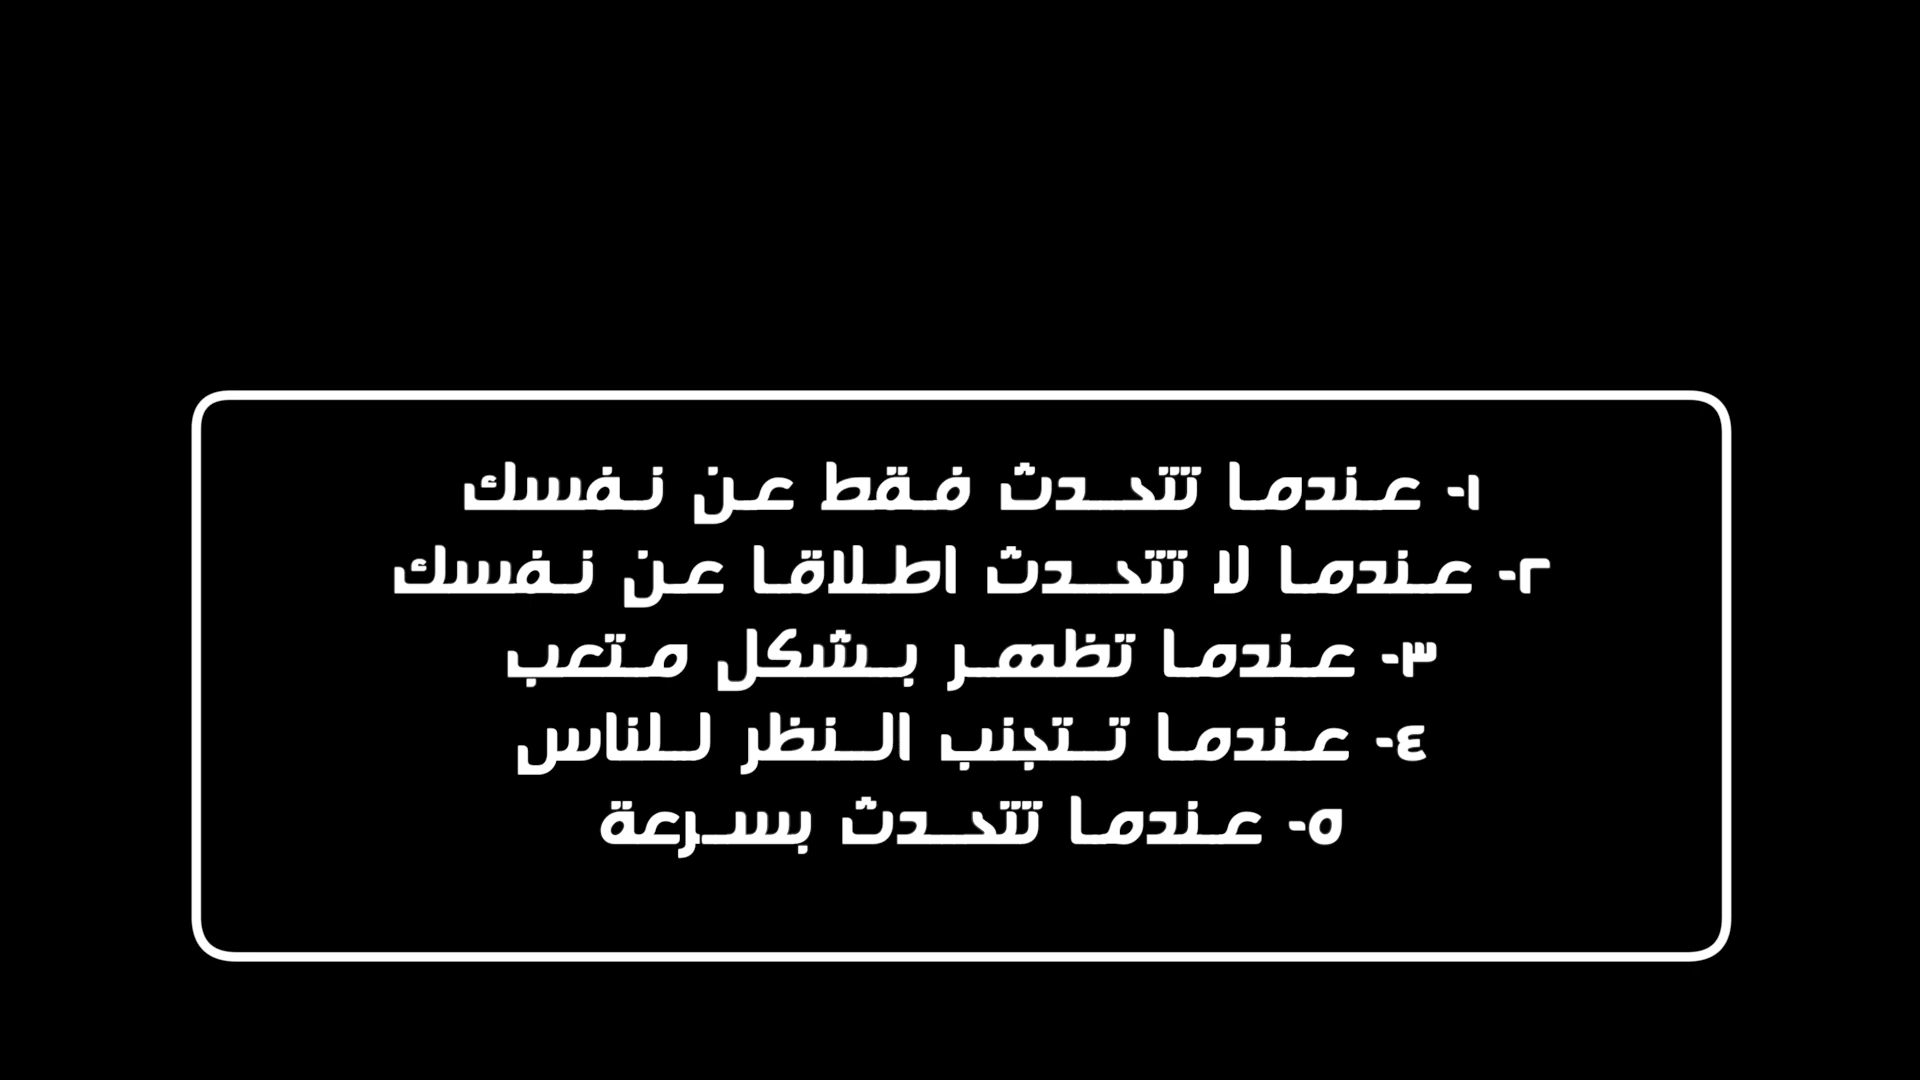 ١- عندما تتحدث فقط عن نفسك
٢- عندما لا تتحدث اطلاقا عن نفسك
٣- عندما تظهر بشكل متعب
٤- عندما تتجنب النظر للناس
٥- عندما تتحدث بسرعة